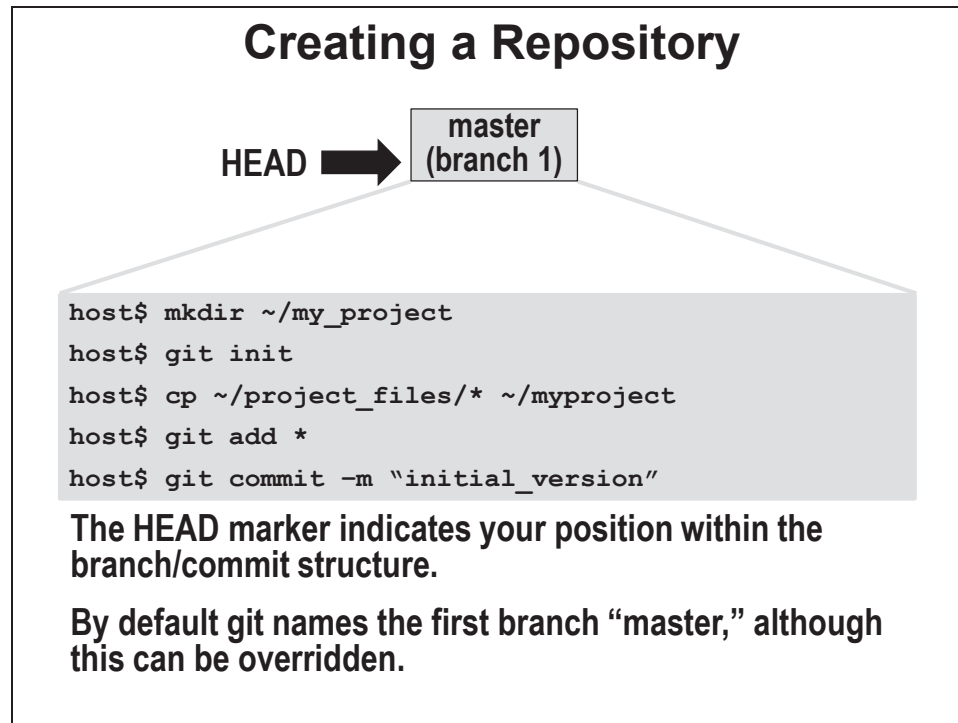 Creating a Repository
master
(branch 1)
HEAD
host$ mkdir ~/my_project
host$ git init
host$ cp ~/project_files/* ~/myproject
host$ git add *
host$ git commit –m “initial_version”
The HEAD marker indicates your position within the
branch/commit structure.
By default git names the first branch “master,” although
this can be overridden.